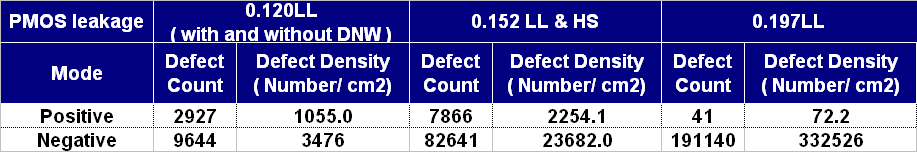 PMOS leakage 0.120LL ( with and without DNW ) 0.152 LL & HS 0.197LL
Mode Defect Count Defect Density ( Number/ cm2) Defect Count Defect Density ( Number/ cm2) Defect Count Defect Density ( Number/ cm2)
Positive 2927 1055.0 7866 2254.1 41 72.2
Negative 9644 3476 82641 23682.0 191140 332526